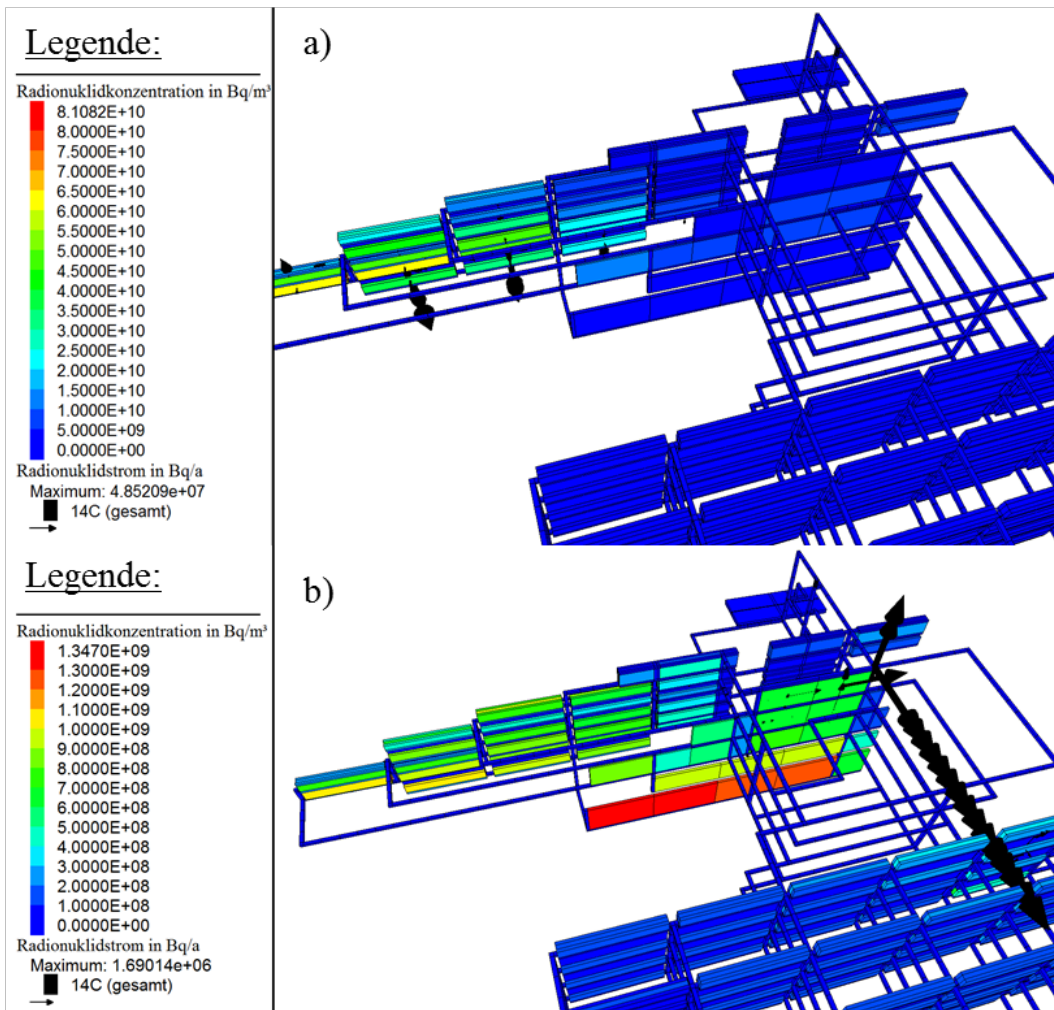 Legende:
Radionuklidkonzentration in Bq/m³
8.1082E+10
8.0000E+10
7.5000E+10
7.0000E+10
6.5000E+10
6.0000E+10
5.5000E+10
5.0000E+10
4.5000E+10
4.0000E+10
3.5000E+10
3.0000E+10
2.5000E+10
2.0000E+10
1.5000E+10
1.0000E+10
5.0000E+09
0.0000E+00
Radionuklidstrom in Bq/a
Maximum: 4.85209e+07
14C (gesamt)
a)
Legende:
Radionuklidkonzentration in Bq/m³
1.3470E+09
1.3000E+09
1.2000E+09
1.1000E+09
1.0000E+09
9.0000E+08
8.0000E+08
7.0000E+08
6.0000E+08
5.0000E+08
4.0000E+08
3.0000E+08
2.0000E+08
1.0000E+08
0.0000E+00
Radionuklidstrom in Bq/a
Maximum: 1.69014e+06
14C (gesamt)
b)